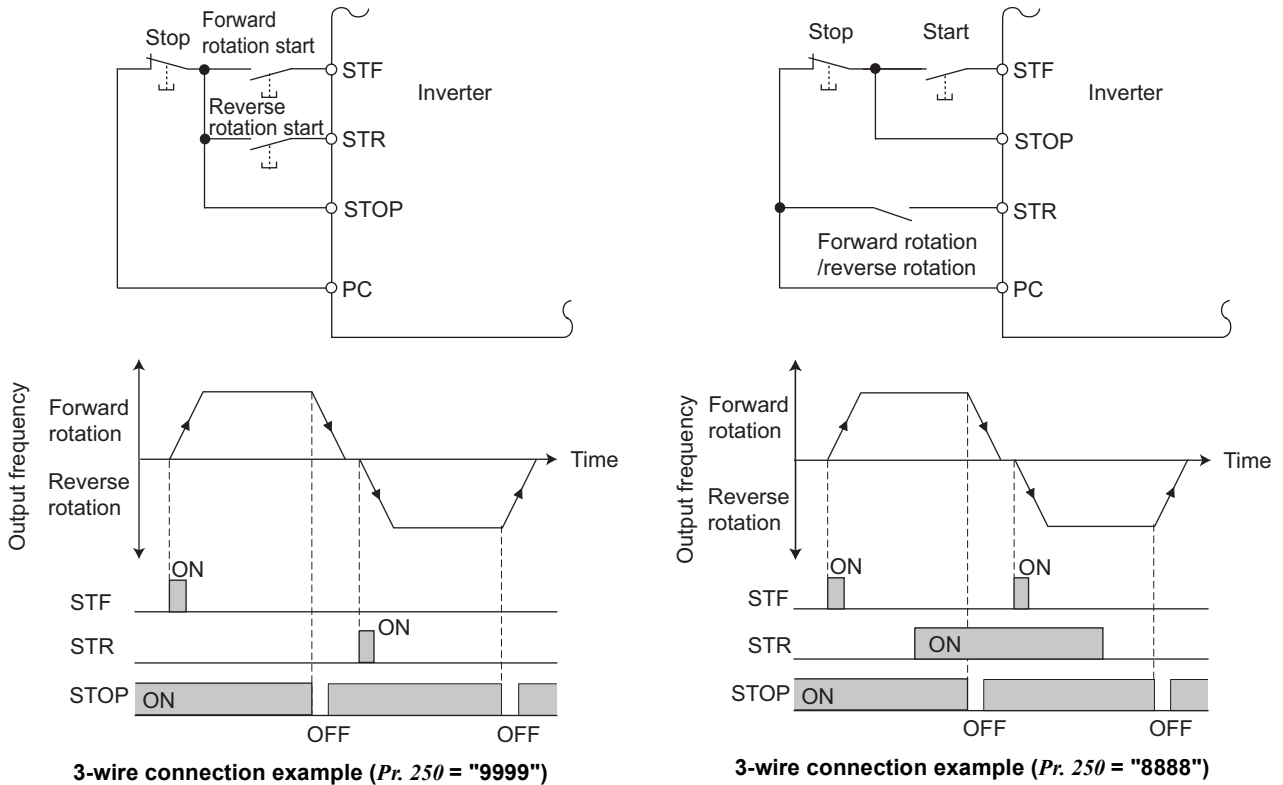 Stop
Forward
rotation start
STF
Inverter
Reverse
rotation start
STR
STOP
PC
Output frequency
Forward
rotation
Reverse
rotation
Time
ON
STF
ON
STR
STOP
ON
OFF
OFF
3-wire connection example (Pr. 250 = "9999")
Stop
Start
STF
Inverter
STOP
STR
Forward rotation
/reverse rotation
PC
Output frequency
Forward
rotation
Reverse
rotation
Time
ON
ON
STF
STR
ON
STOP
ON
OFF
OFF
3-wire connection example (Pr. 250 = "8888")